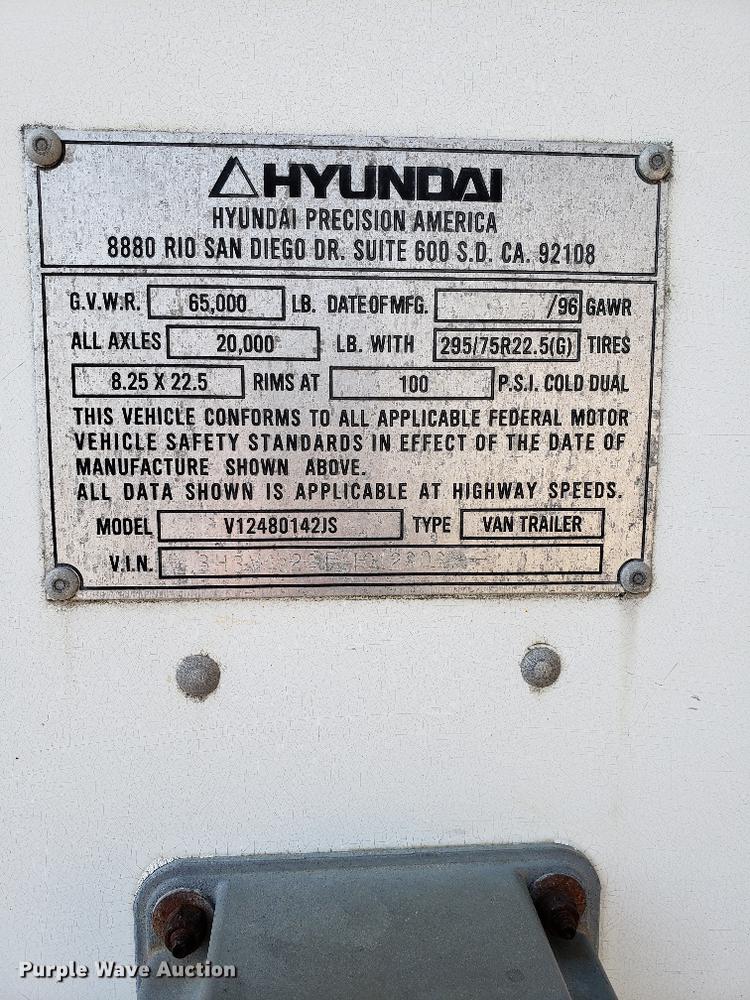 HYUNDAI
HYUNDAI PRECISION AMERICA
8880 RIO SAN DIEGO DR. SUITE 600 S.D. CA. 92108
G.V.W.R. 65,000 LB. DATE OF MFG. /96 GAWR
ALL AXLES 20,000 LB. WITH 295/75R22.5(G) TIRES
8.25 X 22.5 RIMS AT 100 P.S.I. COLD DUAL
THIS VEHICLE CONFORMS TO ALL APPLICABLE FEDERAL MOTOR
VEHICLE SAFETY STANDARDS IN EFFECT OF THE DATE OF
MANUFACTURE SHOWN ABOVE.
ALL DATA SHOWN IS APPLICABLE AT HIGHWAY SPEEDS.
MODEL V12480142JS TYPE VAN TRAILER
V.I.N.
Purple Wave Auction